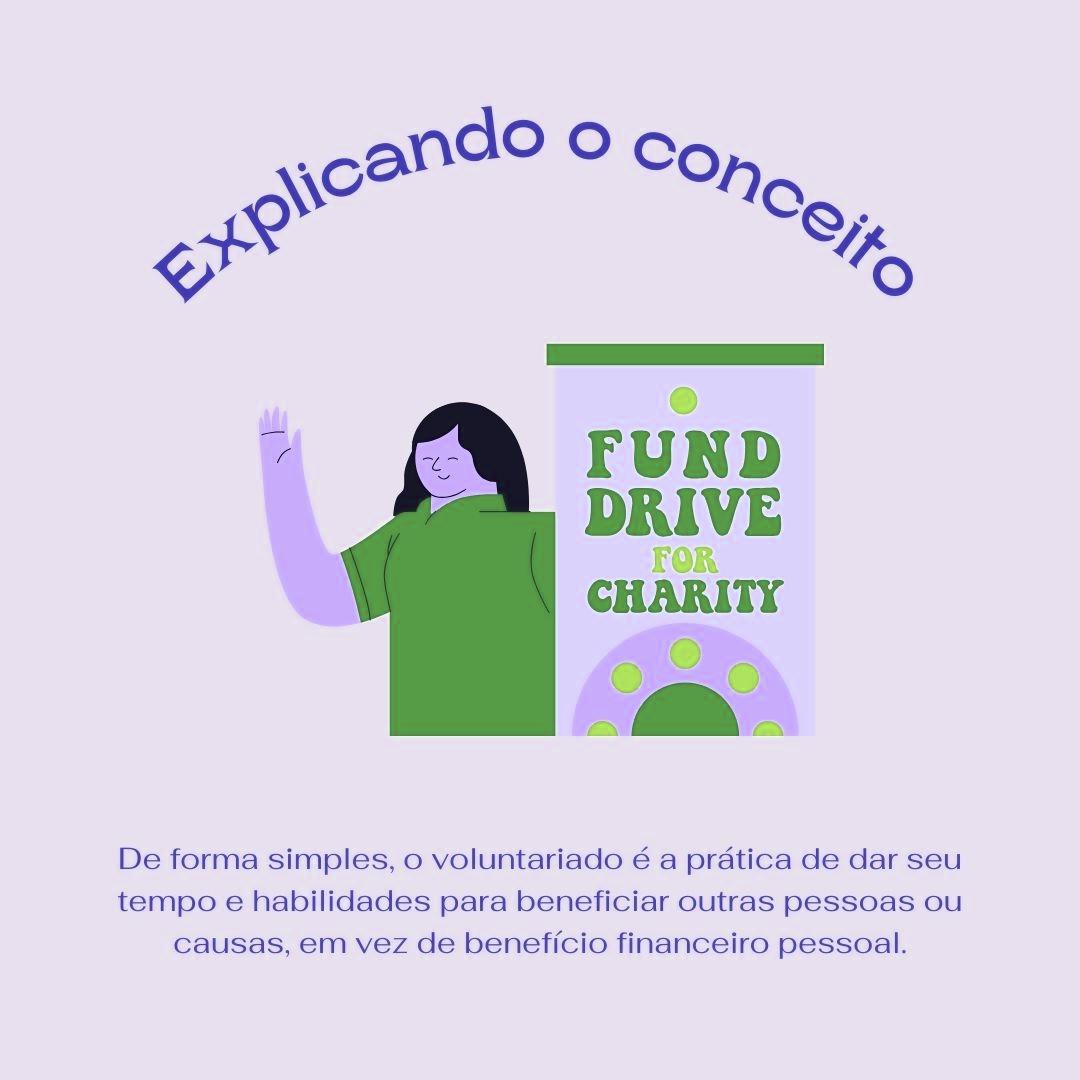 Explicando o conceito
FUND
DRIVE
FOR
CHARITY
De forma simples, o voluntariado é a prática de dar seu
tempo e habilidades para beneficiar outras pessoas ou
causas, em vez de benefício financeiro pessoal.